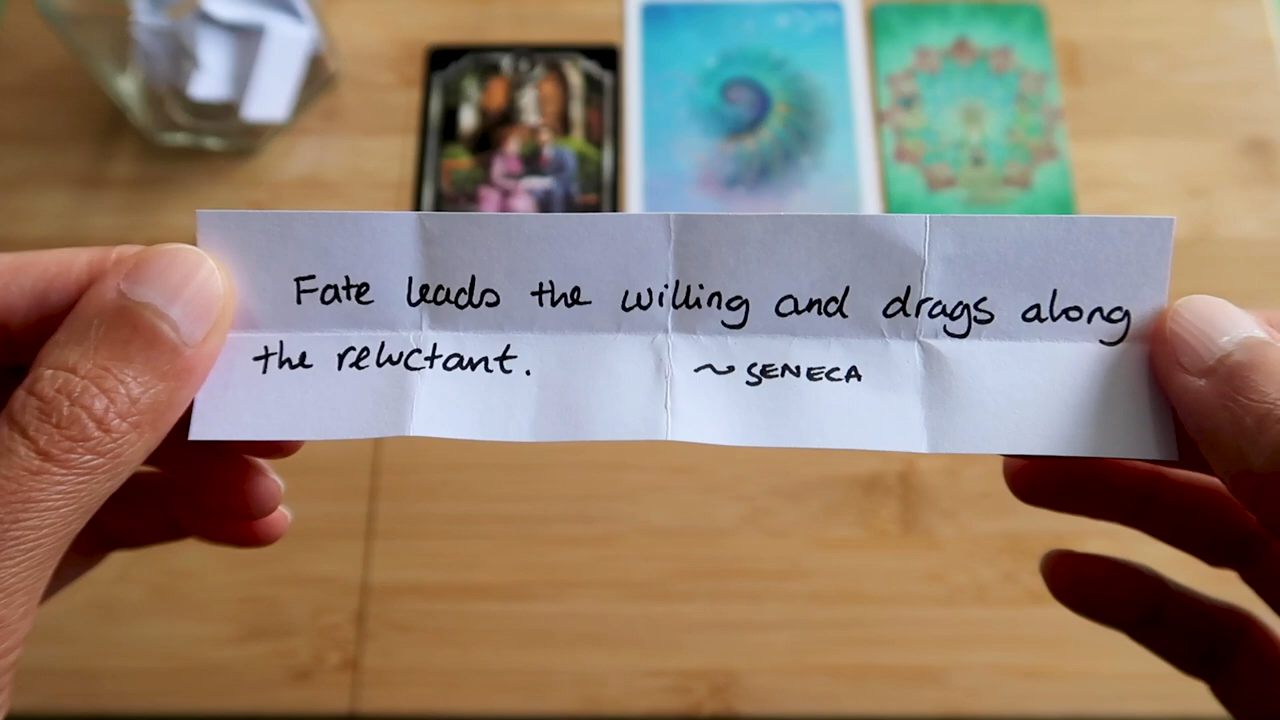 Fate leads the willing and drags along
the reluctant. ~ SENECA